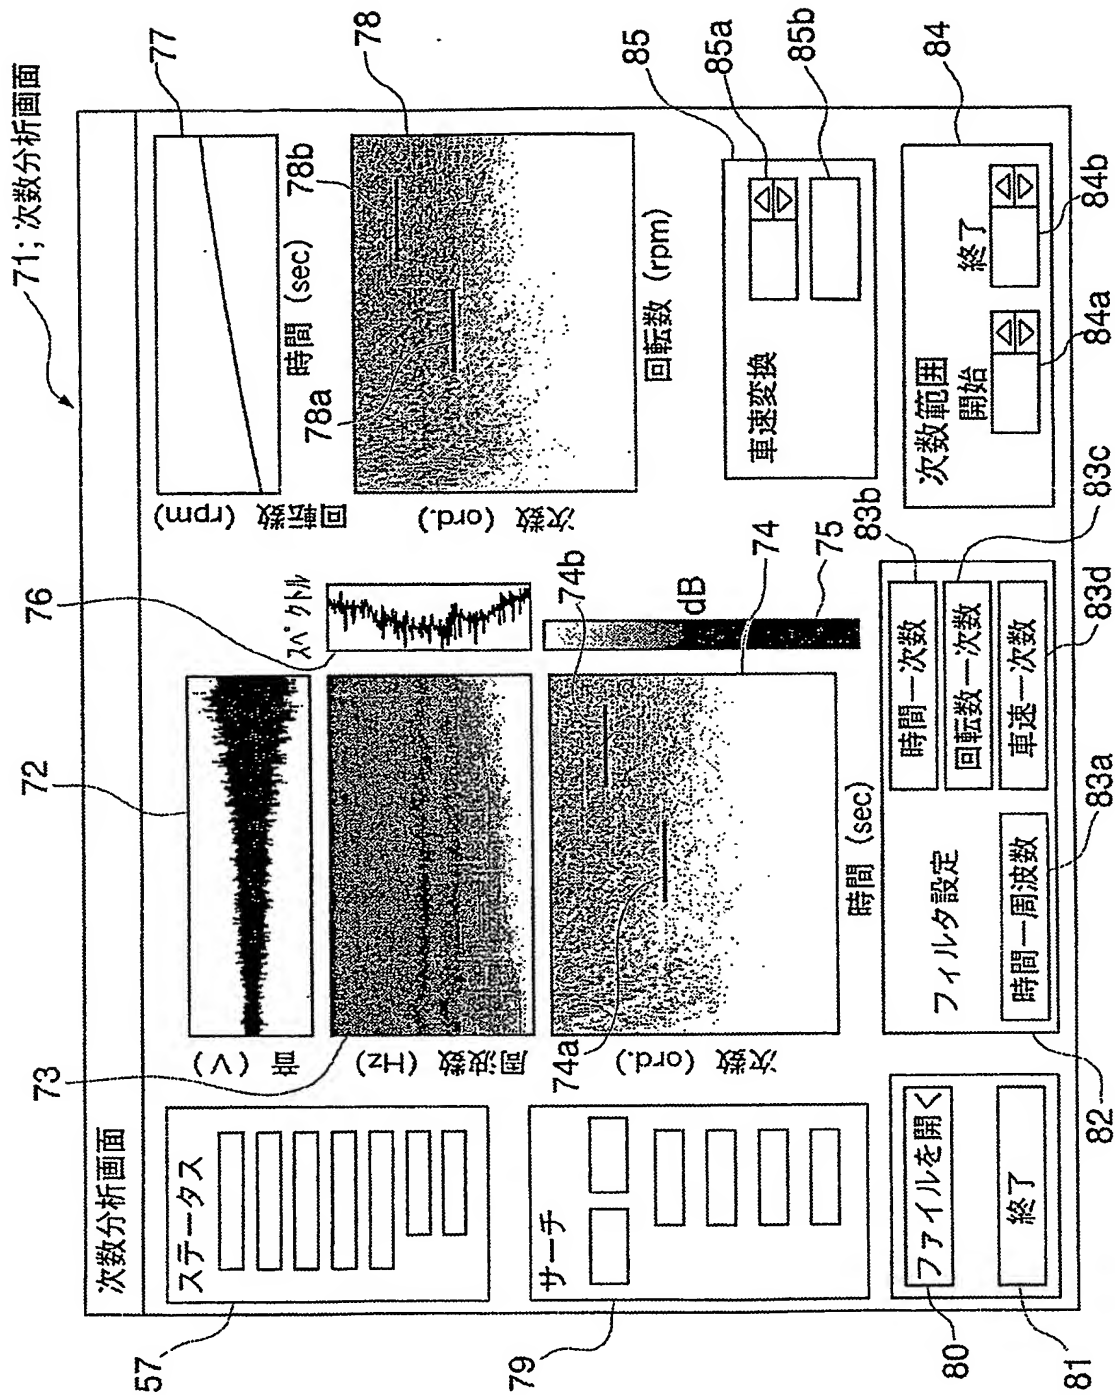 71; 次数分析画面
次数分析画面
57
ステータス
79
サーチ
80
ファイルを開く
81
終了
72
音 (V)
73
周波数 (Hz)
76
スペクトル
74a
74b
次数 (ord.)
時間 (sec)
74
dB
75
77
回転数 (rpm)
時間 (sec)
78
78a
78b
次数 (ord.)
回転数 (rpm)
82
フィルタ設定
時間ー周波数
83a
時間ー次数
83b
回転数ー次数
83c
車速ー次数
83d
85
車速変換
85a
85b
84
次数範囲
開始
終了
84a
84b